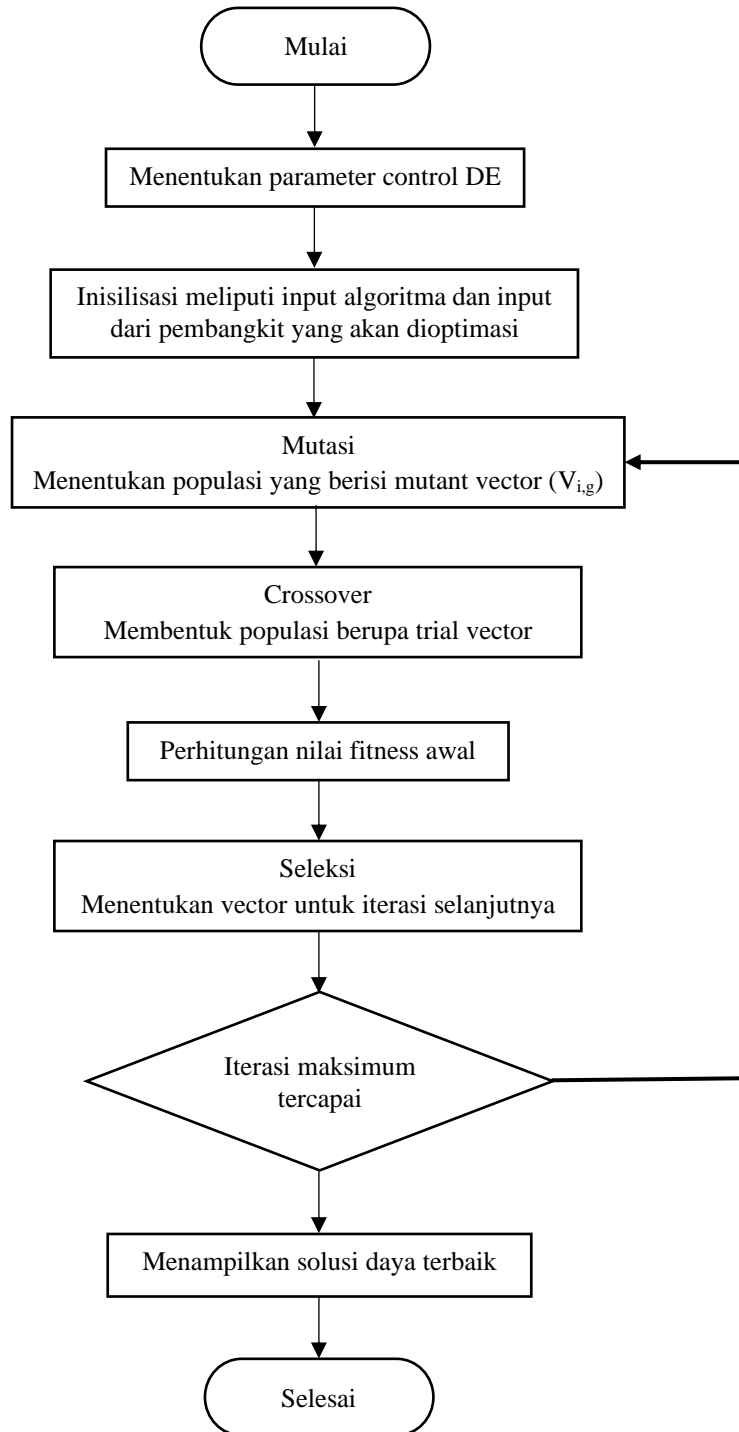 Mulai
Menentukan parameter control DE
Inisilisasi meliputi input algoritma dan input
dari pembangkit yang akan dioptimasi
Mutasi
Menentukan populasi yang berisi mutant vector (Vi,g)
Crossover
Membentuk populasi berupa trial vector
Perhitungan nilai fitness awal
Seleksi
Menentukan vector untuk iterasi selanjutnya
Iterasi maksimum
tercapai
Menampilkan solusi daya terbaik
Selesai